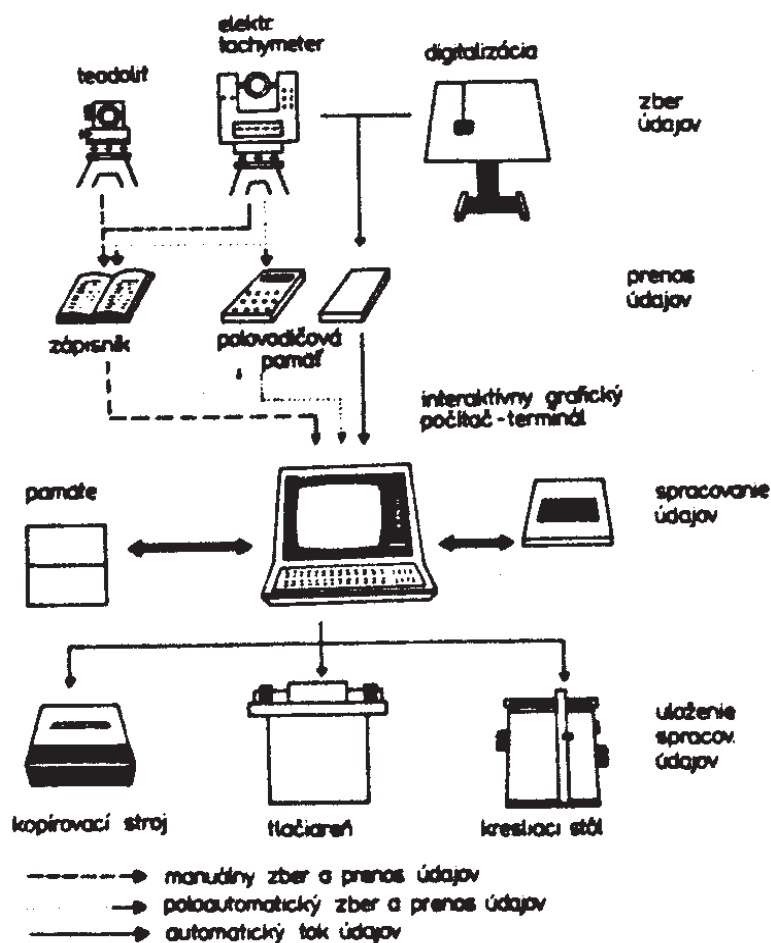 teodolit
elektr.
tachymeter
digitalizácia
zber
údajov
zápisník
polovodičová
pamäť
prenos
údajov
interaktívny grafický
počítač-terminál
pamäte
spracovanie
údajov
uloženie
spracov.
údajov
kopírovací stroj
tlačiareň
kresliaci stôl
manuálny zber a prenos údajov
poloautomatický zber a prenos údajov
automatický tok údajov